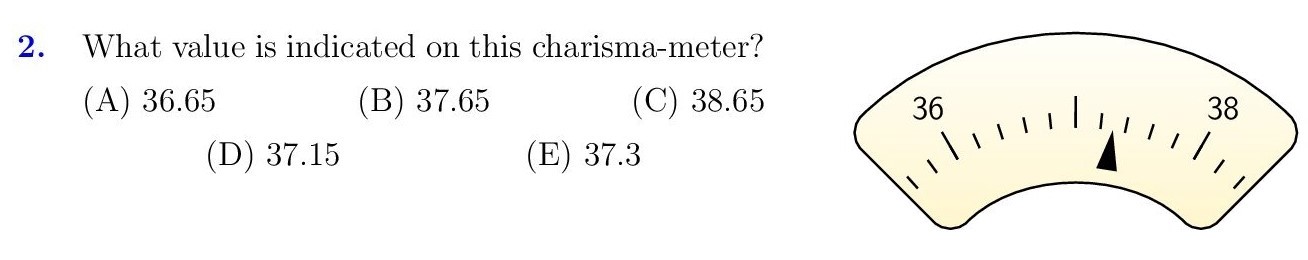 2. What value is indicated on this charisma-meter?
(A) 36.65 (B) 37.65 (C) 38.65
(D) 37.15 (E) 37.3
36 38